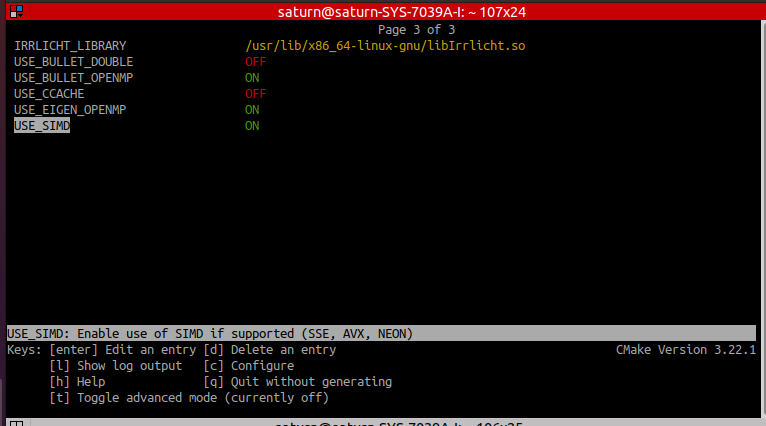 saturn@saturn-SYS-7039A-I: ~ 107x24
Page 3 of 3
IRRLICHT_LIBRARY /usr/lib/x86_64-linux-gnu/libIrrlicht.so
USE_BULLET_DOUBLE OFF
USE_BULLET_OPENMP ON
USE_CCACHE OFF
USE_EIGEN_OPENMP ON
USE_SIMD ON
USE_SIMD: Enable use of SIMD if supported (SSE, AVX, NEON)
Keys: [enter] Edit an entry [d] Delete an entry CMake Version 3.22.1
[l] Show log output [c] Configure
[h] Help [q] Quit without generating
[t] Toggle advanced mode (currently off)
saturn@saturn-SYS-7039A-I: ~ 106x25